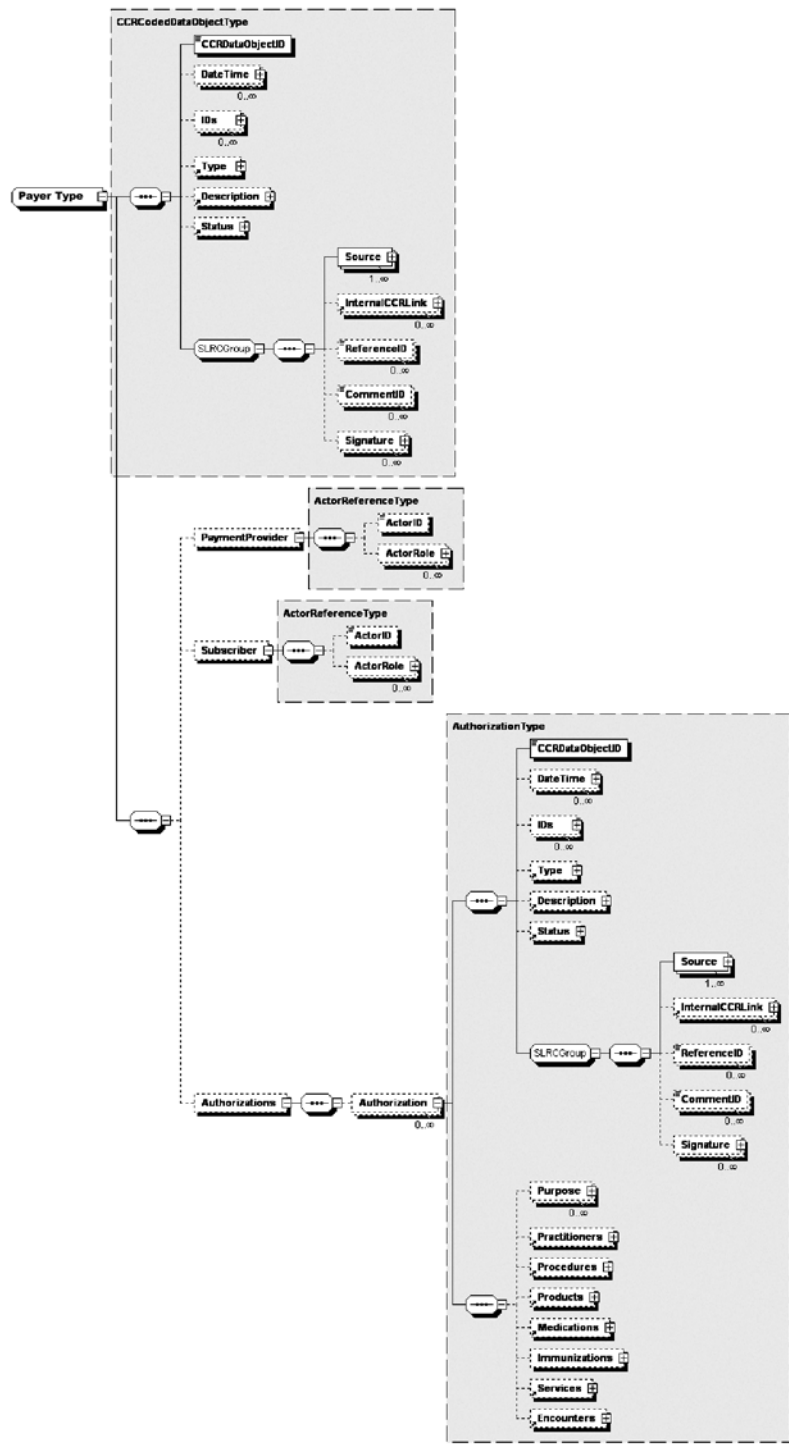 CCRCodedDataObjectType
CCRDataObjectID
DateTime
0..∞
IDs
0..∞
Type
Payer Type
Description
Status
Source
1..∞
InternalCCRLink
0..∞
SLRCGroup
ReferenceID
0..∞
CommentID
0..∞
Signature
0..∞
ActorReferenceType
ActorID
PaymentProvider
ActorRole
0..∞
ActorReferenceType
ActorID
Subscriber
ActorRole
0..∞
AuthorizationType
CCRDataObjectID
DateTime
0..∞
IDs
0..∞
Type
Description
Status
Source
1..∞
InternalCCRLink
0..∞
SLRCGroup
ReferenceID
0..∞
CommentID
0..∞
Authorizations
Authorization
0..∞
Signature
0..∞
Purpose
0..∞
Practitioners
Procedures
Products
Medications
Immunizations
Services
Encounters